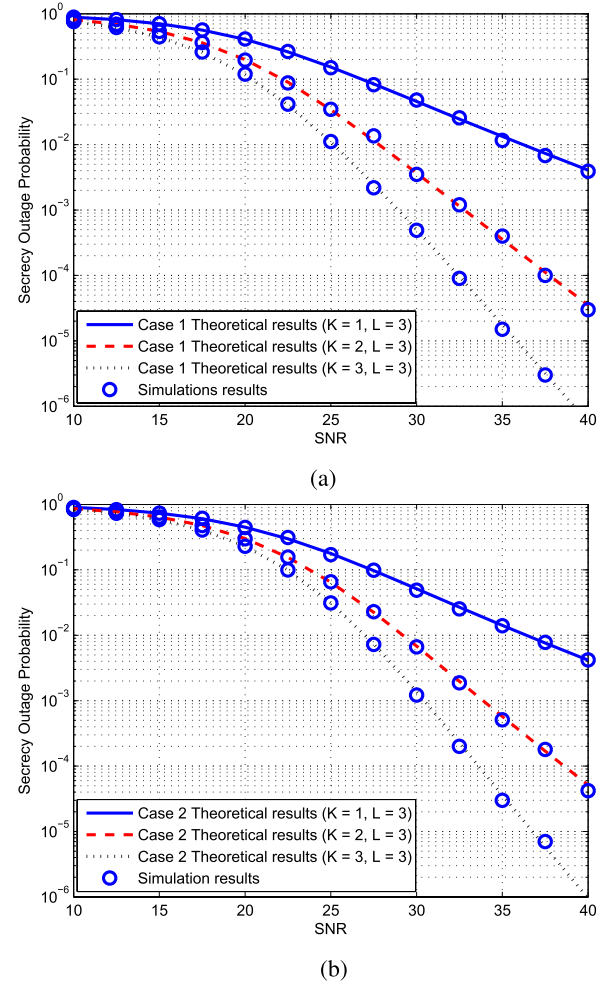 10^0
10^-1
10^-2
10^-3
10^-4
10^-5
10^-6
Secrecy Outage Probability
Case 1 Theoretical results (K = 1, L = 3)
Case 1 Theoretical results (K = 2, L = 3)
Case 1 Theoretical results (K = 3, L = 3)
Simulations results
10 15 20 25 30 35 40
SNR
(a)
10^0
10^-1
10^-2
10^-3
10^-4
10^-5
10^-6
Secrecy Outage Probability
Case 2 Theoretical results (K = 1, L = 3)
Case 2 Theoretical results (K = 2, L = 3)
Case 2 Theoretical results (K = 3, L = 3)
Simulation results
10 15 20 25 30 35 40
SNR
(b)